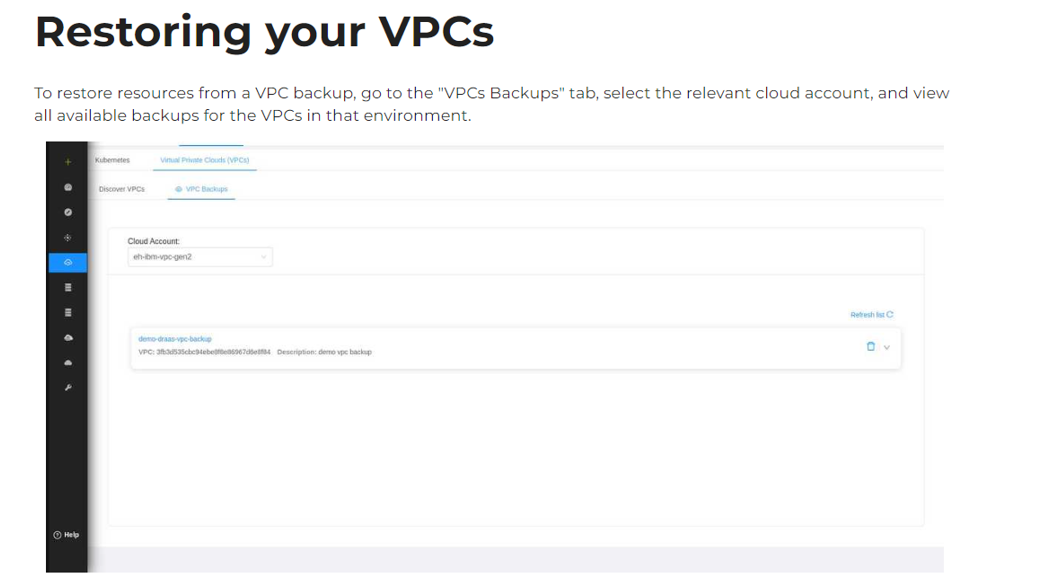 Restoring your VPCs
To restore resources from a VPC backup, go to the "VPCs Backups" tab, select the relevant cloud account, and view
all available backups for the VPCs in that environment.
Kubernetes Virtual Private Clouds (VPCs)
Discover VPCs VPC Backups
Cloud Account:
eh-ibm-vpc-gen2
Refresh list
demo-draas-vpc-backup
VPC: Description: demo vpc backup
Help